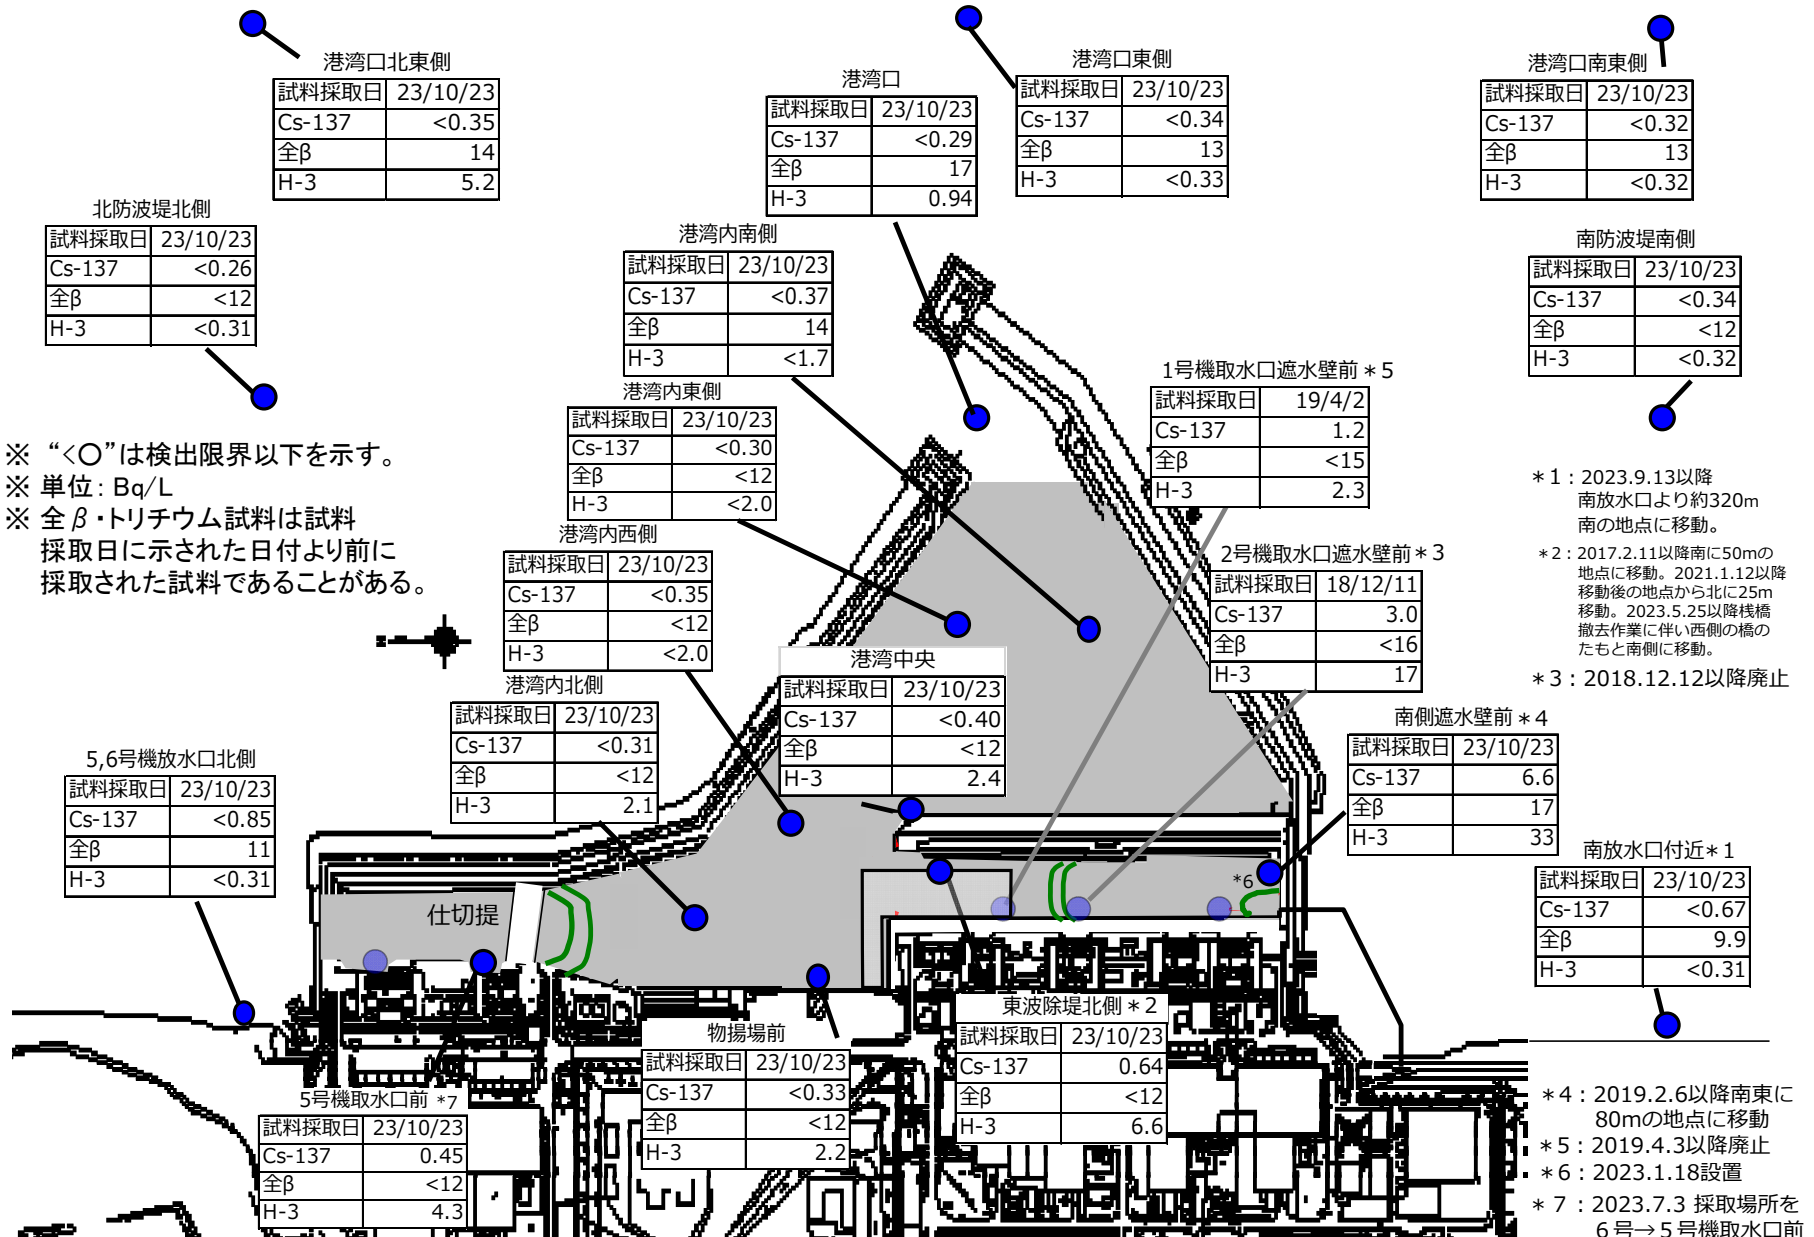 港湾口北東側
試料採取日 23/10/23
Cs-137 <0.35
全β 14
H-3 5.2
港湾口東側
試料採取日 23/10/23
Cs-137 <0.34
全β 13
H-3 <0.33
港湾口南東側
試料採取日 23/10/23
Cs-137 <0.32
全β 13
H-3 <0.32
港湾口
試料採取日 23/10/23
Cs-137 <0.29
全β 17
H-3 0.94
北防波堤北側
試料採取日 23/10/23
Cs-137 <0.26
全β <12
H-3 <0.31
港湾内南側
試料採取日 23/10/23
Cs-137 <0.37
全β 14
H-3 <1.7
南防波堤南側
試料採取日 23/10/23
Cs-137 <0.34
全β <12
H-3 <0.32
港湾内東側
試料採取日 23/10/23
Cs-137 <0.30
全β <12
H-3 <2.0
1号機取水口遮水壁前＊5
試料採取日 19/4/2
Cs-137 1.2
全β <15
H-3 2.3
※ “<〇”は検出限界以下を示す。
※ 単位: Bq/L
※ 全β・トリチウム試料は試料
採取日に示された日付より前に
採取された試料であることがある。
＊1：2023.9.13以降
南放水口より約320m
南の地点に移動。
＊2：2017.2.11以降南に50mの
地点に移動。2021.1.12以降
移動後の地点から北に25m
移動。2023.5.25以降桟橋
撤去作業に伴い西側の橋の
たもと南側に移動。
＊3：2018.12.12以降廃止
港湾内西側
試料採取日 23/10/23
Cs-137 <0.35
全β <12
H-3 <2.0
2号機取水口遮水壁前＊3
試料採取日 18/12/11
Cs-137 3.0
全β <16
H-3 17
港湾中央
試料採取日 23/10/23
Cs-137 <0.40
全β <12
H-3 2.4
港湾内北側
試料採取日 23/10/23
Cs-137 <0.31
全β <12
H-3 2.1
南側遮水壁前＊4
試料採取日 23/10/23
Cs-137 6.6
全β 17
H-3 33
5,6号機放水口北側
試料採取日 23/10/23
Cs-137 <0.85
全β 11
H-3 <0.31
南放水口付近＊1
試料採取日 23/10/23
Cs-137 <0.67
全β 9.9
H-3 <0.31
*6
仕切提
東波除堤北側＊2
試料採取日 23/10/23
Cs-137 0.64
全β <12
H-3 6.6
物揚場前
試料採取日 23/10/23
Cs-137 <0.33
全β <12
H-3 2.2
5号機取水口前 *7
試料採取日 23/10/23
Cs-137 0.45
全β <12
H-3 4.3
＊4：2019.2.6以降南東に
80mの地点に移動
＊5：2019.4.3以降廃止
＊6：2023.1.18設置
＊7：2023.7.3 採取場所を
6号→5号機取水口前